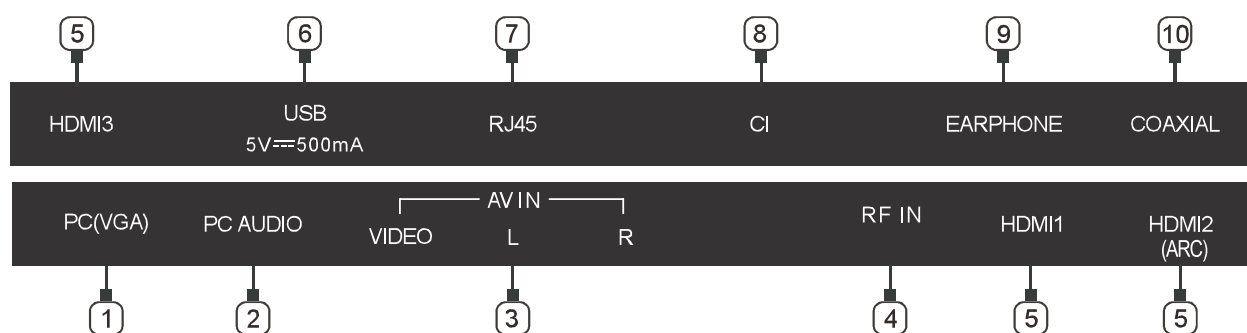 5 6 7 8 9 10
HDMI3 USB RJ45 CI EARPHONE COAXIAL
5V⎓500mA
AV IN
PC(VGA) PC AUDIO VIDEO L R RF IN HDMI1 HDMI2
(ARC)
1 2 3 4 5 5